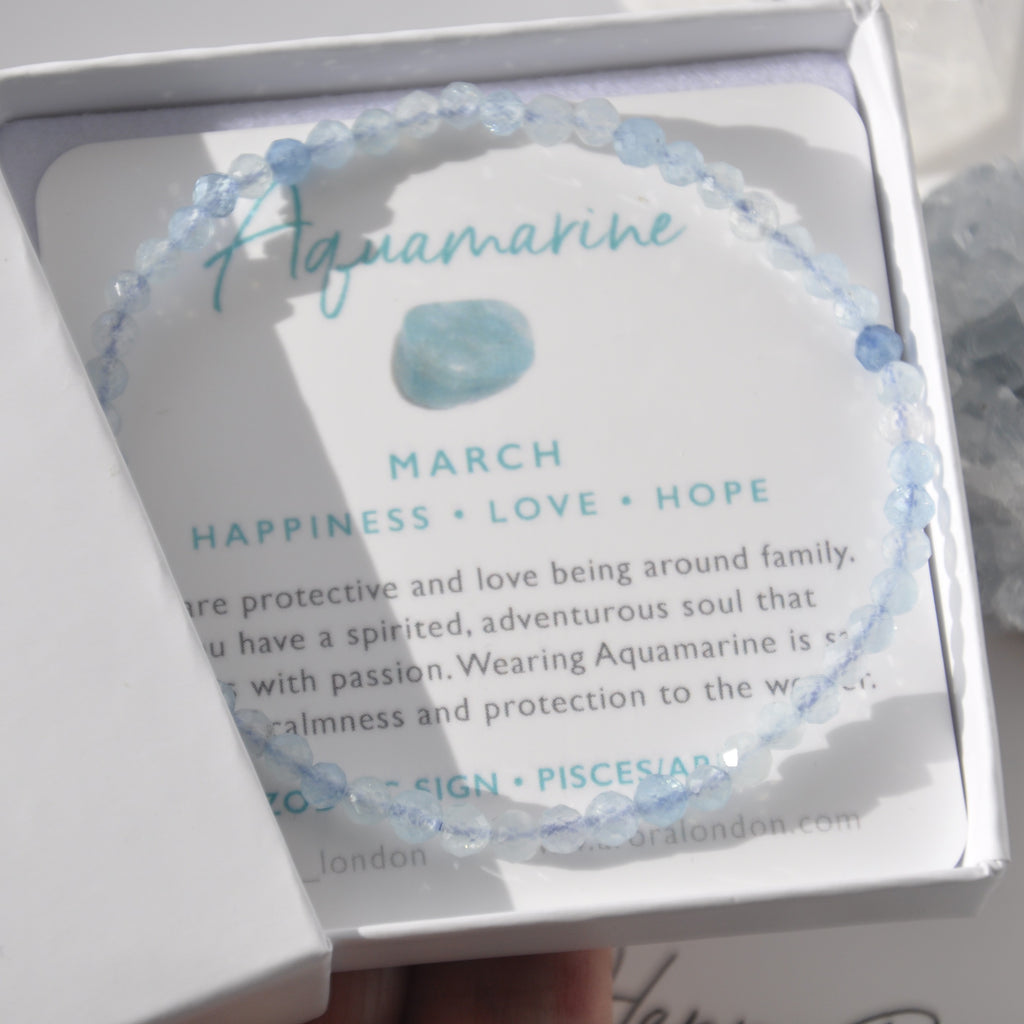 Aquamarine
MARCH
HAPPINESS • LOVE • HOPE
are protective and love being around family.
have a spirited, adventurous soul that
with passion. Wearing Aquamarine is
calmness and protection to the
SIGN • PISCES/
_london